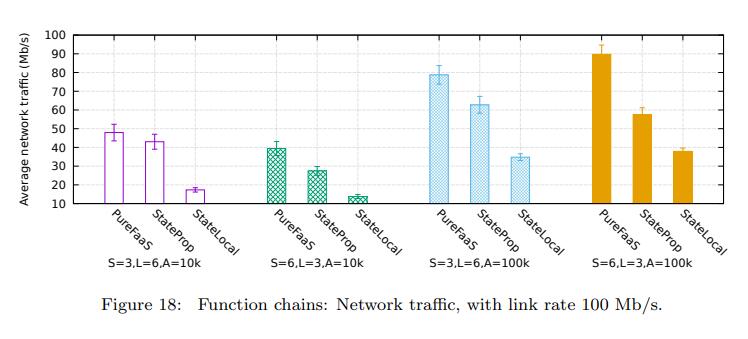 Average network traffic (Mb/s)
100
90
80
70
60
50
40
30
20
10
PureFaaS
StateProp
StateLocal
PureFaaS
StateProp
StateLocal
PureFaaS
StateProp
StateLocal
PureFaaS
StateProp
StateLocal
S=3,L=6,A=10k
S=6,L=3,A=10k
S=3,L=6,A=100k
S=6,L=3,A=100k
Figure 18: Function chains: Network traffic, with link rate 100 Mb/s.